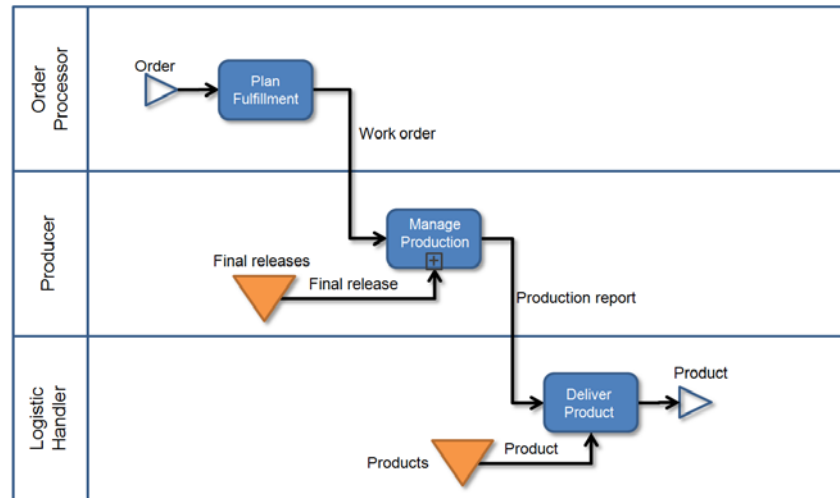 Order
Processor
Order
Plan
Fulfillment
Work order
Producer
Manage
Production
Final releases
Final release
Production report
Logistic
Handler
Deliver
Product
Product
Products
Product